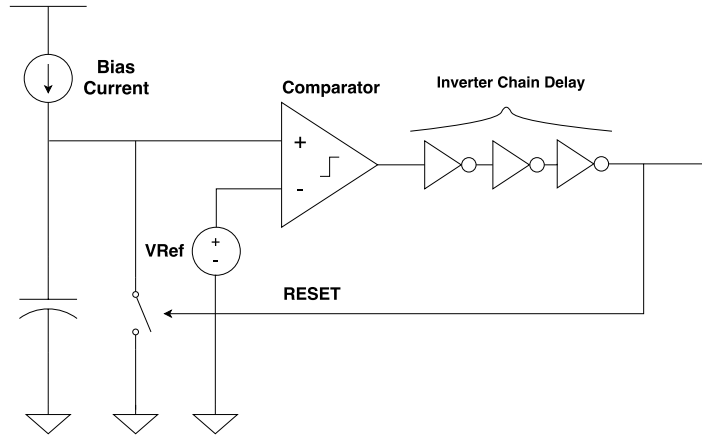 Bias
Current
Comparator
Inverter Chain Delay
+
-
VRef
+
-
RESET